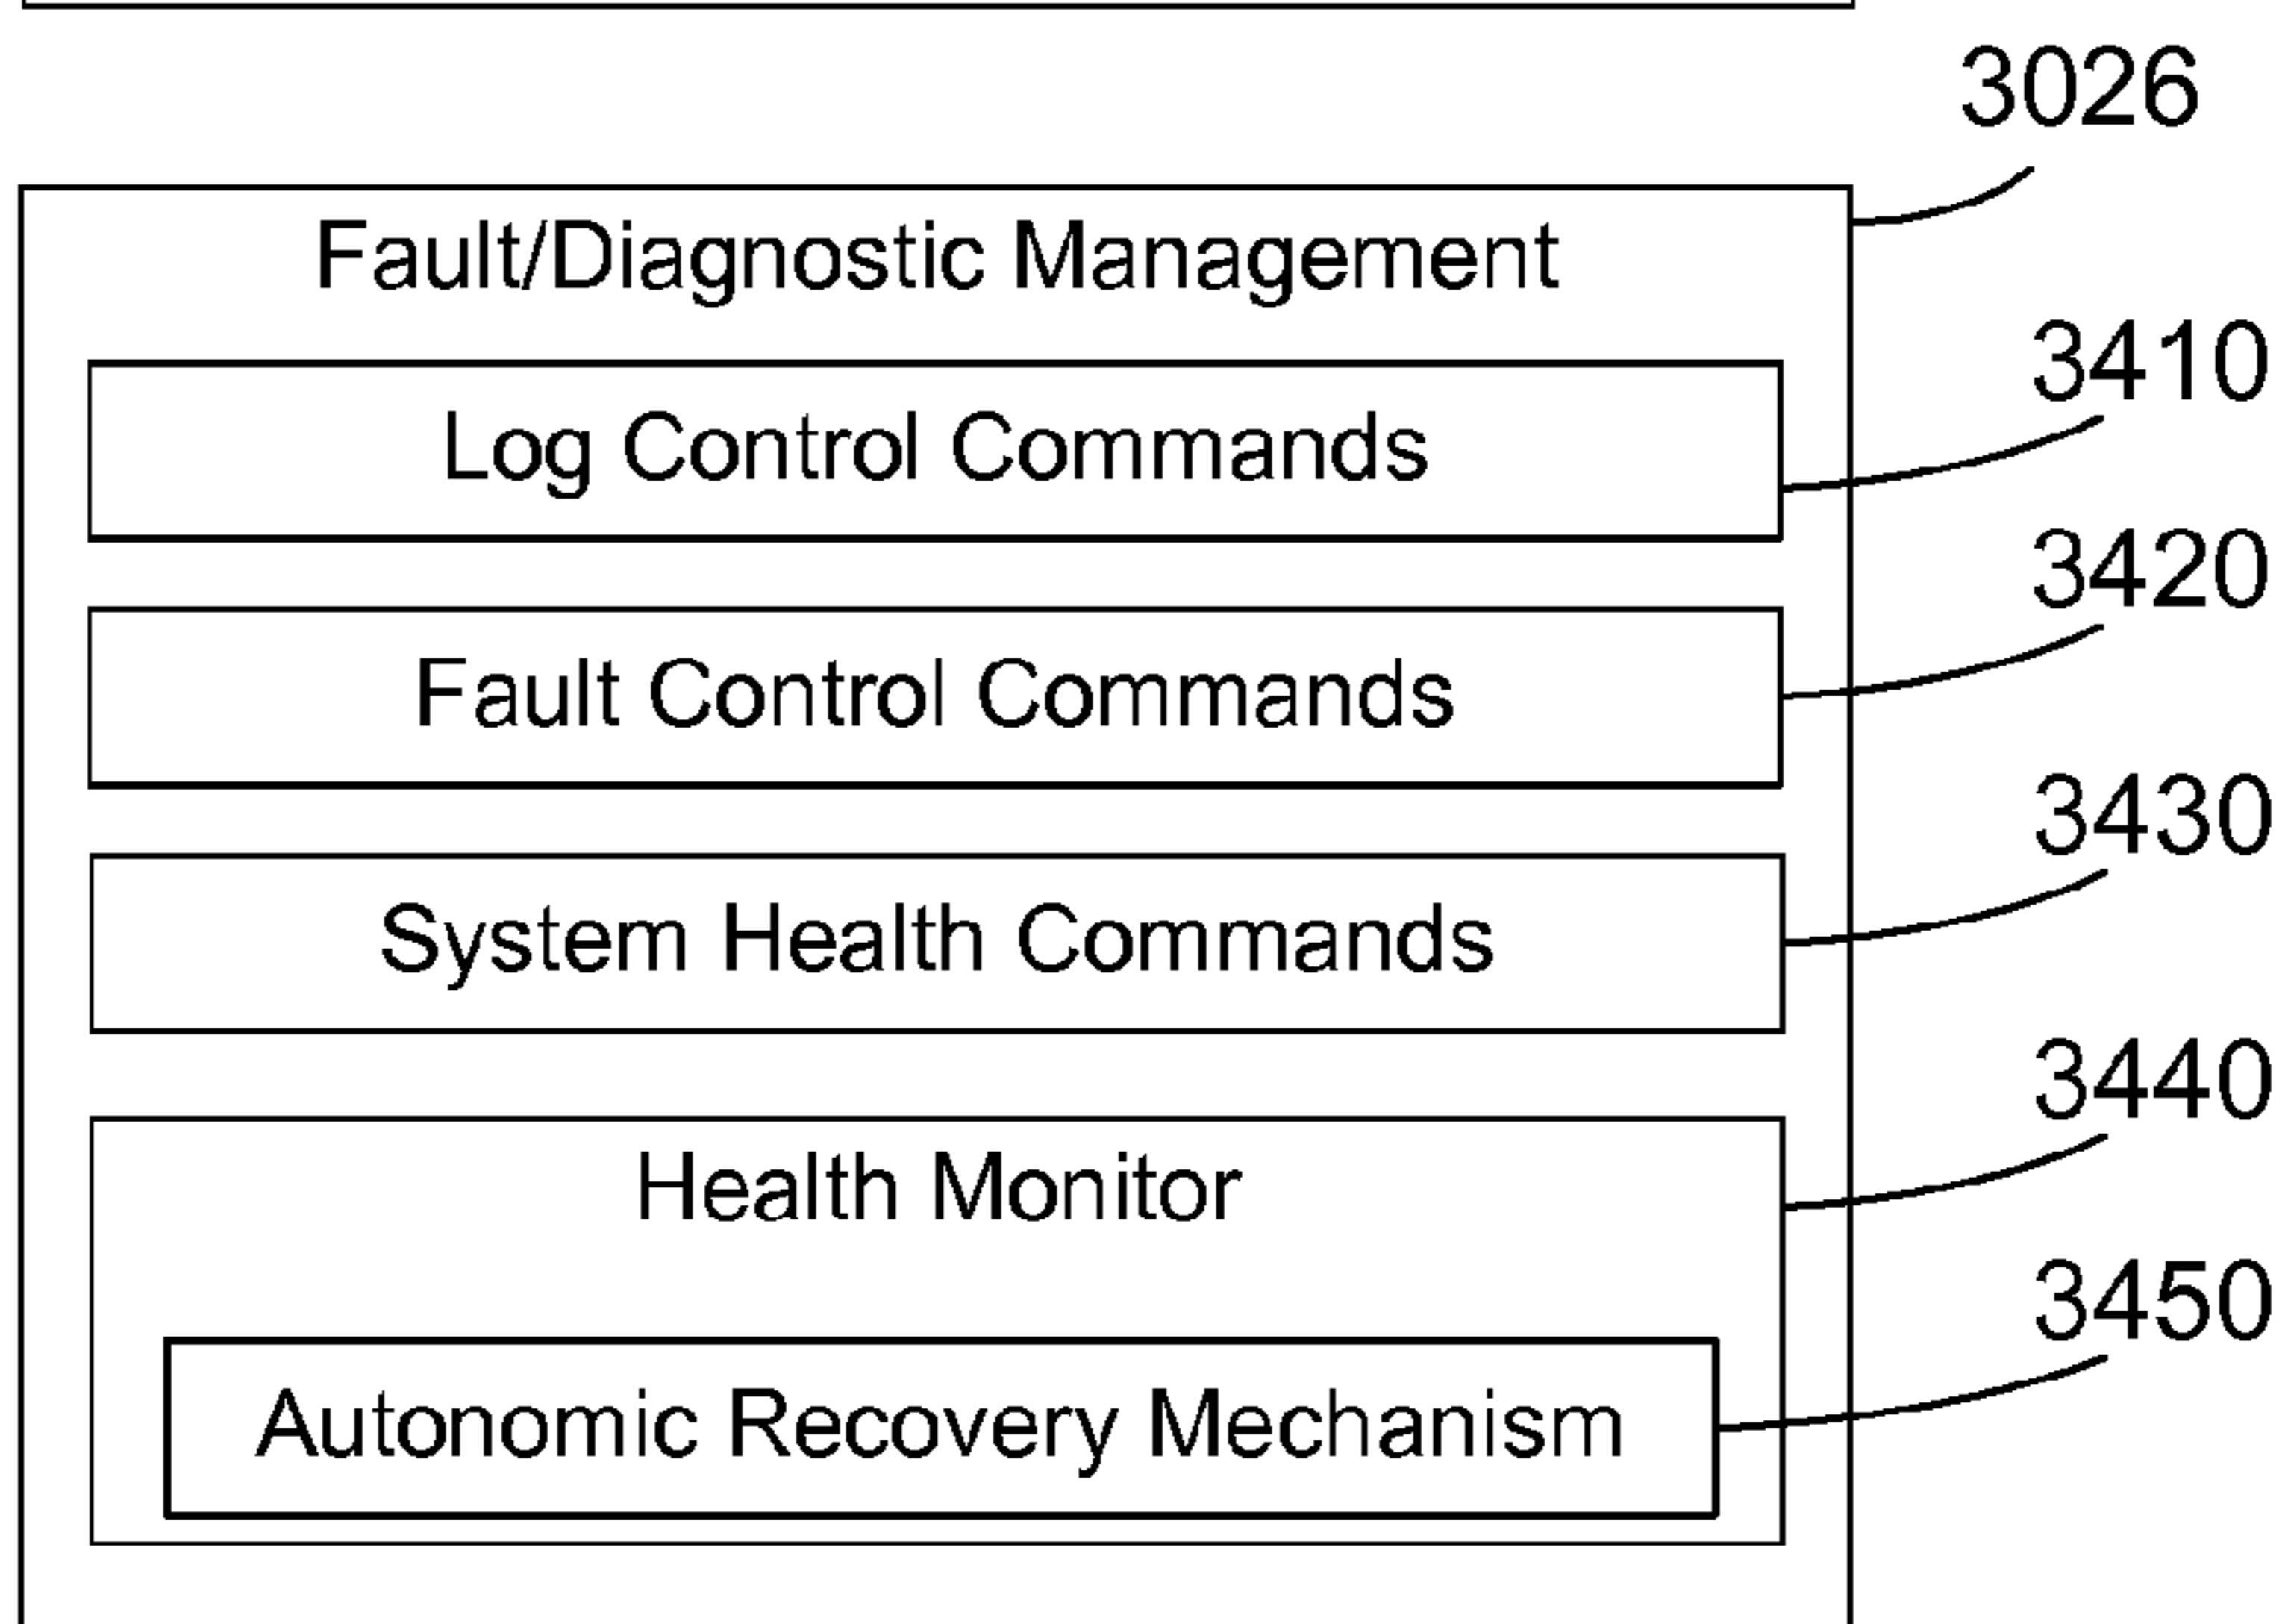 3026
Fault/Diagnostic Management
3410
Log Control Commands
3420
Fault Control Commands
3430
System Health Commands
3440
Health Monitor
3450
Autonomic Recovery Mechanism